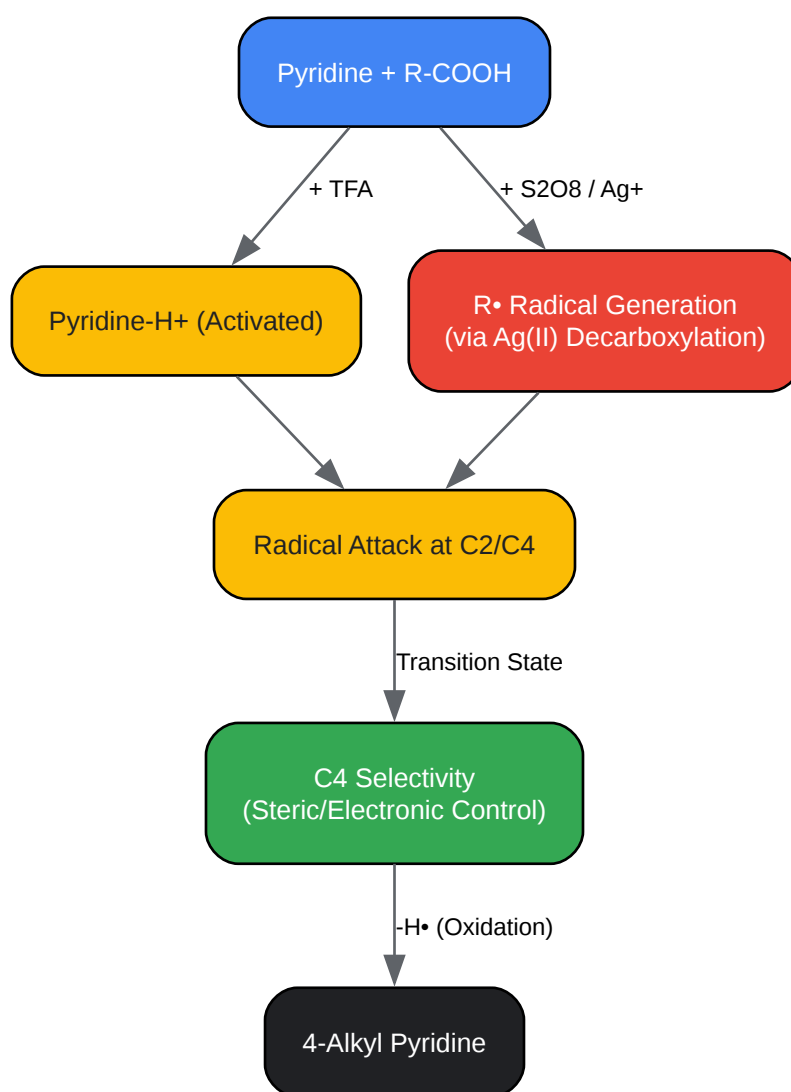 Pyridine + R-COOH
+ TFA
+ S2O8 / Ag+
Pyridine-H+ (Activated)
R• Radical Generation
(via Ag(II) Decarboxylation)
Radical Attack at C2/C4
Transition State
C4 Selectivity
(Steric/Electronic Control)
-H• (Oxidation)
4-Alkyl Pyridine